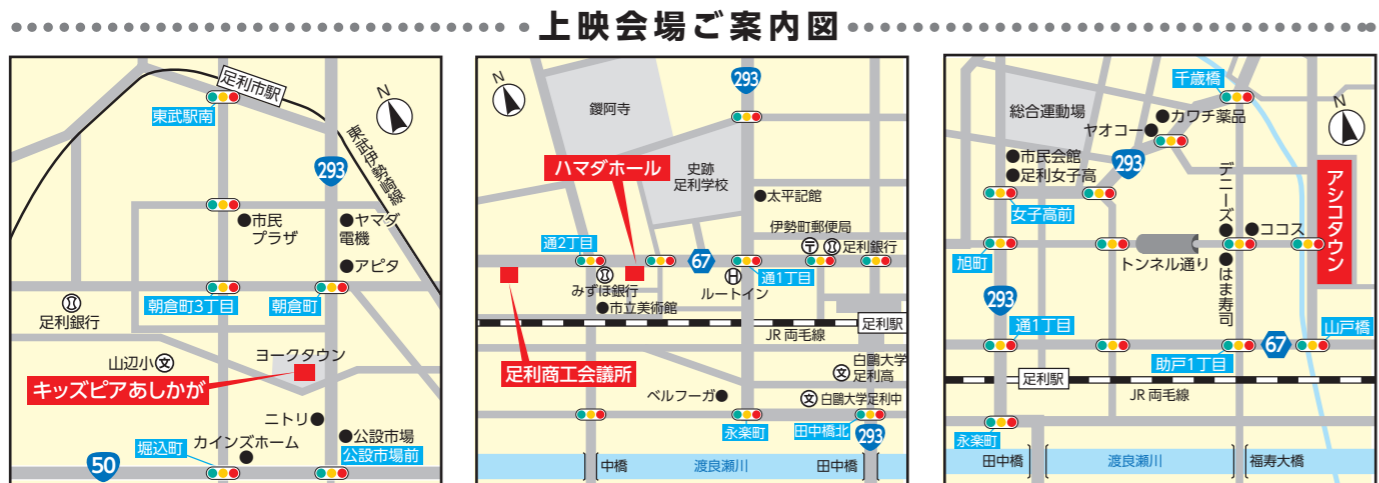 上映会場ご案内図
足利市駅
東武駅南
N
東武伊勢崎線
293
市民
プラザ
ヤマダ
電機
アピタ
朝倉町3丁目
朝倉町
足利銀行
山辺小
文
ヨークタウン
キッズピアあしかが
ニトリ
公設市場
公設市場前
堀込町
カインズホーム
50
N
293
鑁阿寺
ハマダホール
史跡
足利学校
太平記館
伊勢町郵便局
〒
足利銀行
通2丁目
67
通1丁目
H
みずほ銀行
ルートイン
市立美術館
足利駅
JR両毛線
足利商工会議所
白鷗大学
足利高
文
ベルフーガ
文
白鷗大学足利中
永楽町
田中橋北
293
中橋
渡良瀬川
田中橋
千歳橋
N
総合運動場
カワチ薬品
ヤオコー
293
市民会館
足利女子高
女子高前
デニーズ
ココス
アシコタウン
旭町
トンネル通り
はま寿司
293
通1丁目
助戸1丁目
67
山戸橋
足利駅
JR両毛線
永楽町
田中橋
渡良瀬川
福寿大橋